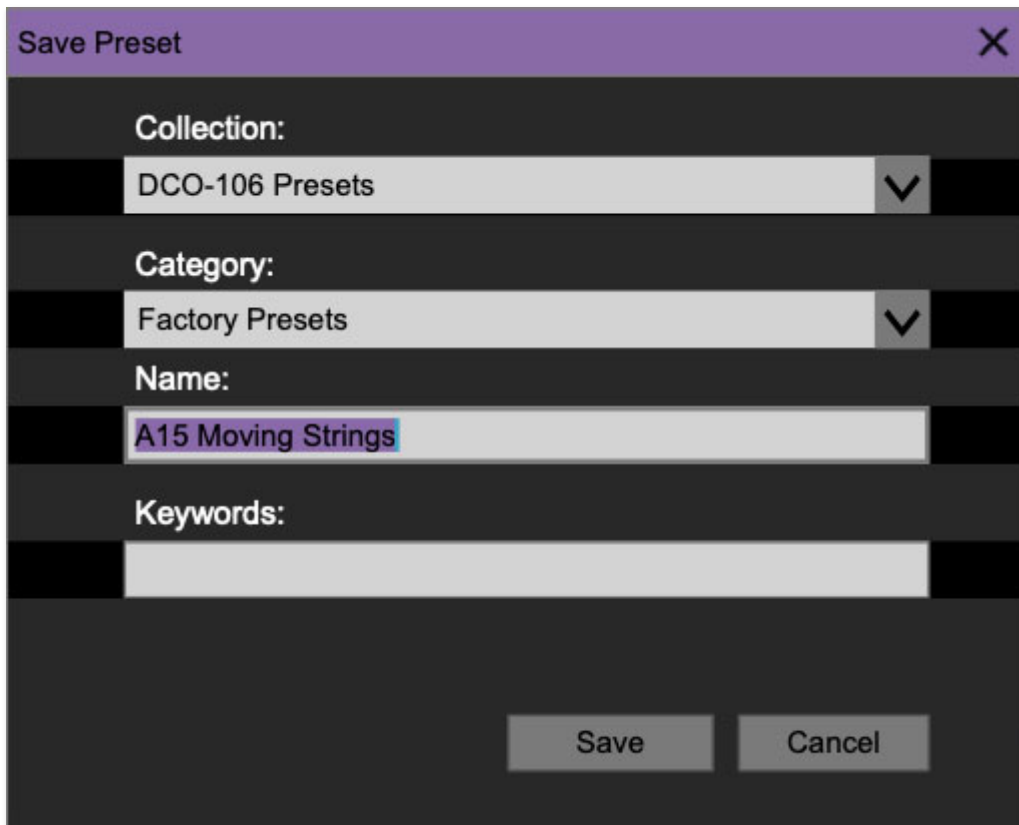 Save Preset
Collection:
DCO-106 Presets
Category:
Factory Presets
Name:
A15 Moving Strings
Keywords:
Save Cancel